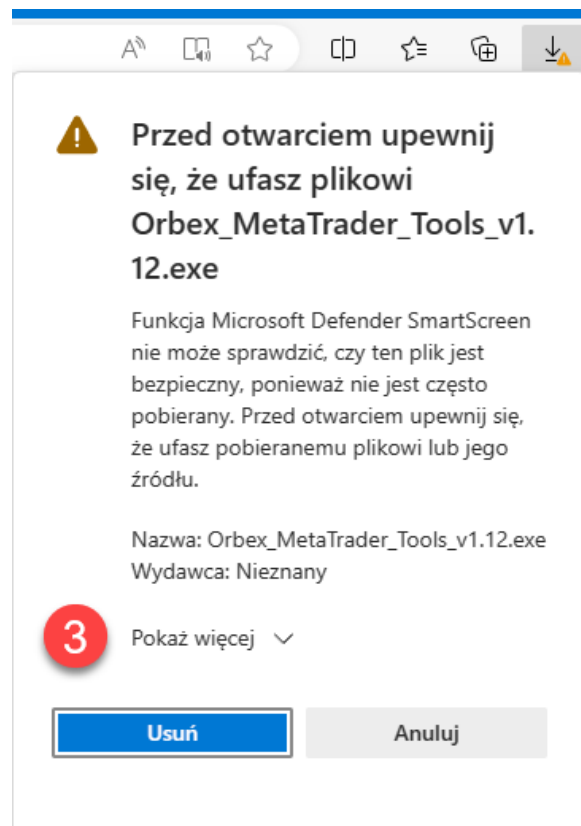 Przed otwarciem upewnij
się, że ufasz plikowi
Orbex_MetaTrader_Tools_v1.
12.exe
Funkcja Microsoft Defender SmartScreen
nie może sprawdzić, czy ten plik jest
bezpieczny, ponieważ nie jest często
pobierany. Przed otwarciem upewnij się,
że ufasz pobieranemu plikowi lub jego
źródłu.
Nazwa: Orbex_MetaTrader_Tools_v1.12.exe
Wydawca: Nieznany
3
Pokaż więcej
Usuń
Anuluj